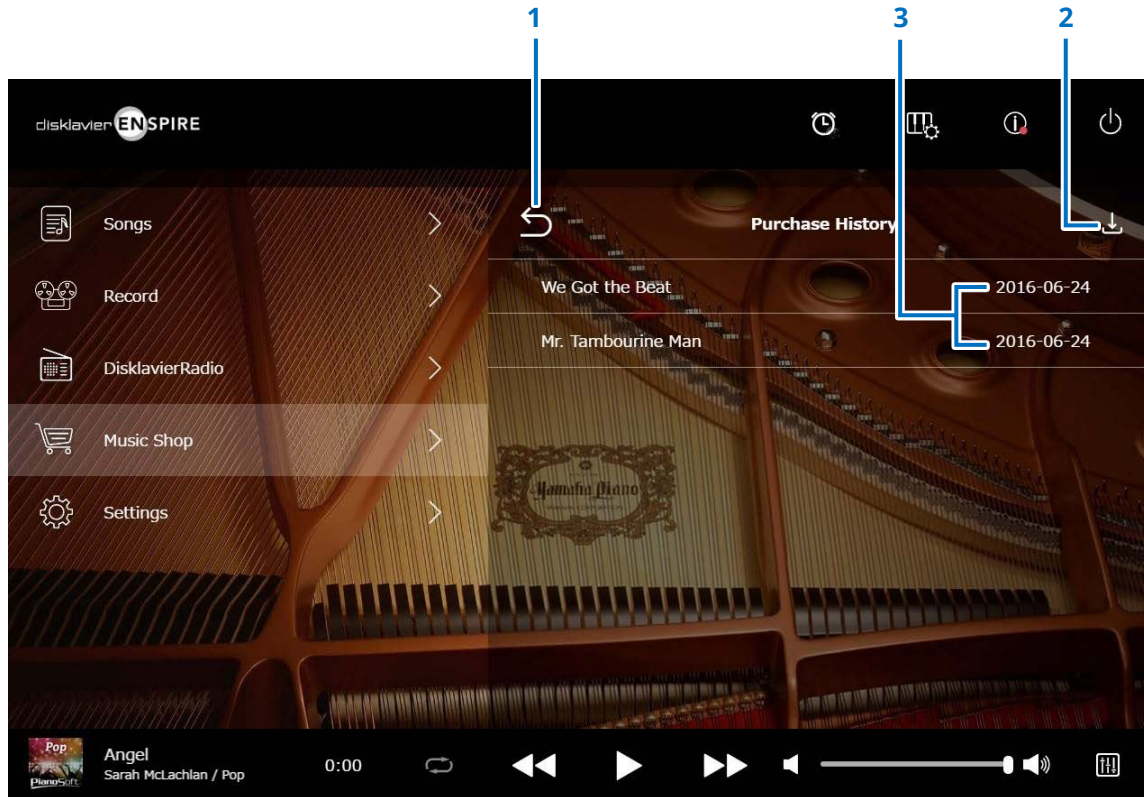 1
3
2
disklavier ENSPIRE
Songs
Record
DisklavierRadio
Music Shop
Settings
Purchase History
We Got the Beat
2016-06-24
Mr. Tambourine Man
2016-06-24
Yamaha Piano
Pop
PianoSoft
Angel
Sarah McLachlan / Pop
0:00